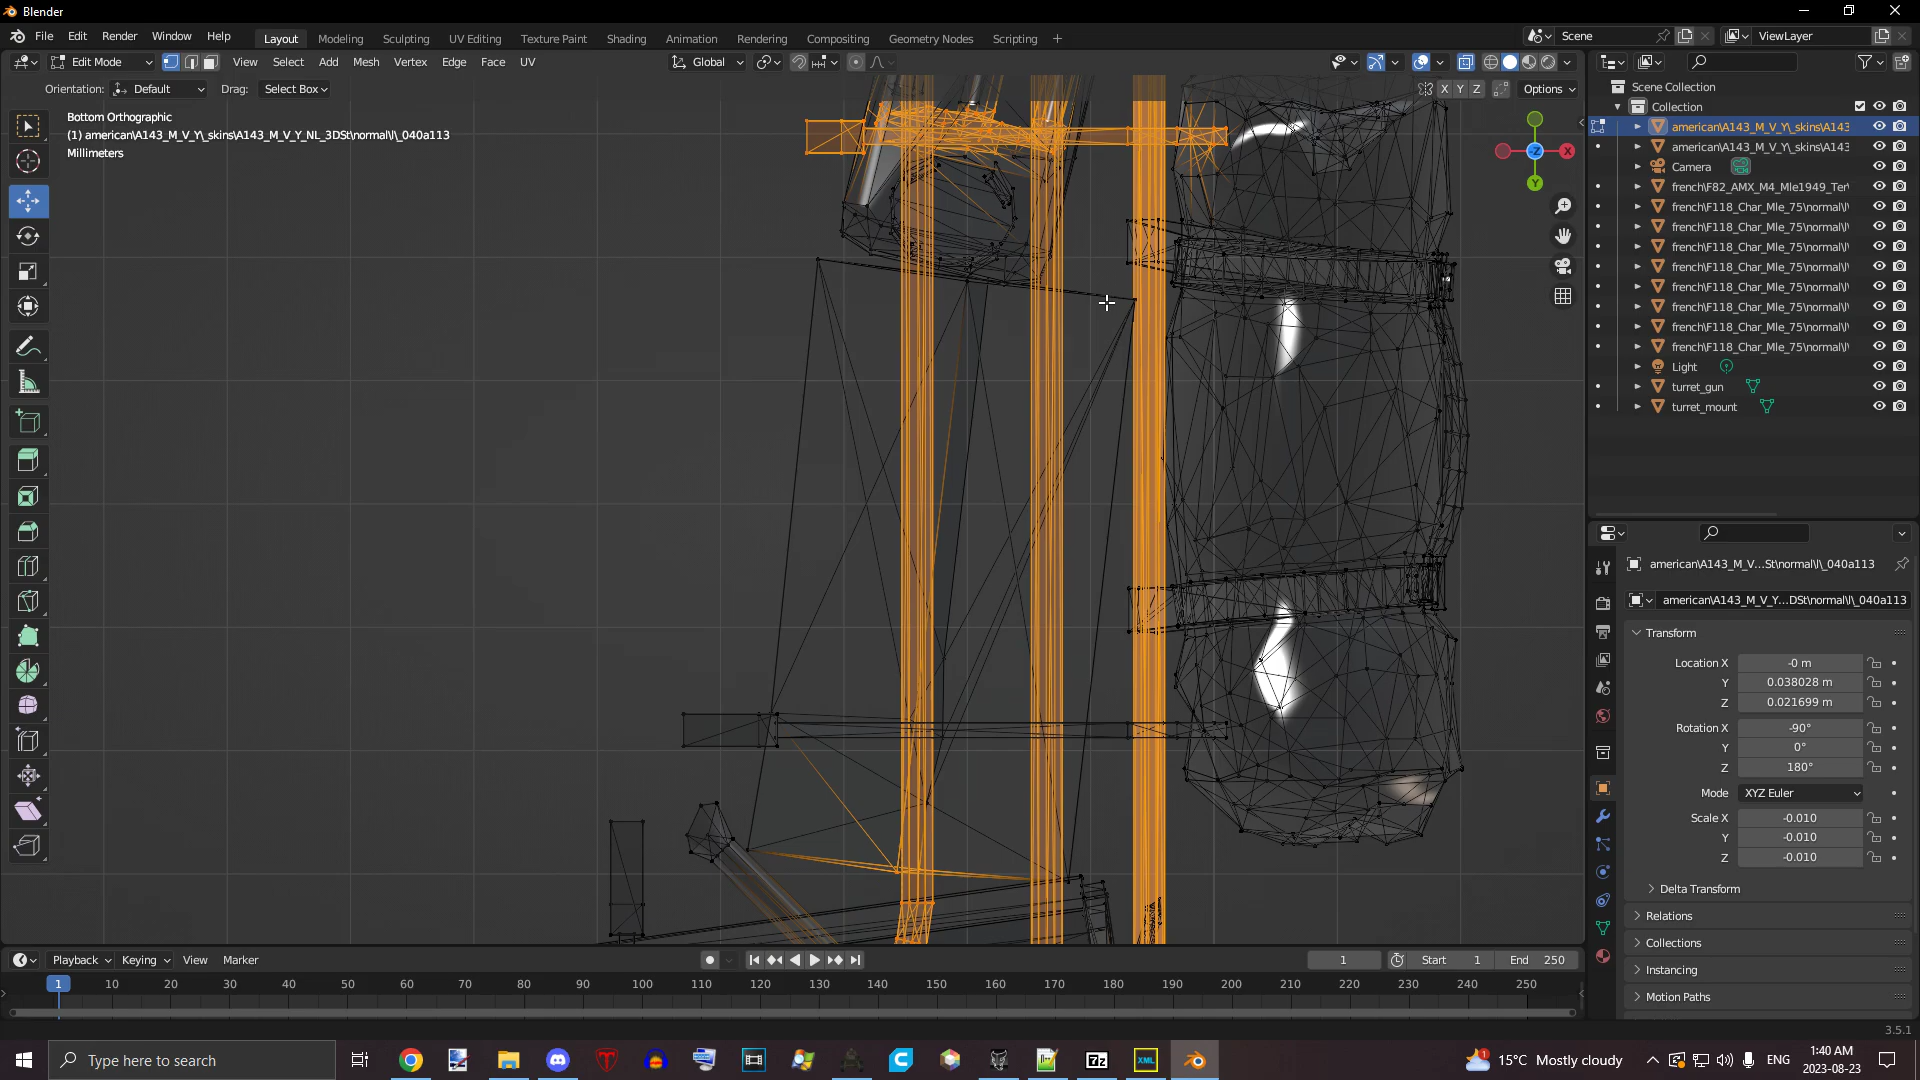 Blender
File Edit Render Window Help
Layout Modeling Sculpting UV Editing Texture Paint Shading Animation Rendering Compositing Geometry Nodes Scripting +
Scene
ViewLayer
Edit Mode
View Select Add Mesh Vertex Edge Face UV
Global
Orientation: Default Drag: Select Box
X Y Z
Options
Bottom Orthographic
(1) american\A143_M_V_Y\_skins\A143_M_V_Y_NL_3DSt\normal\l\_040a113
Millimeters
-Z
X
Y
Scene Collection
Collection
american\A143_M_V_Y\_skins\A143
american\A143_M_V_Y\_skins\A143
Camera
french\F82_AMX_M4_Mle1949_Ter\
french\F118_Char_Mle_75\normal\l\
french\F118_Char_Mle_75\normal\l\
french\F118_Char_Mle_75\normal\l\
french\F118_Char_Mle_75\normal\l\
french\F118_Char_Mle_75\normal\l\
french\F118_Char_Mle_75\normal\l\
french\F118_Char_Mle_75\normal\l\
french\F118_Char_Mle_75\normal\l\
Light
turret_gun
turret_mount
american\A143_M_V...St\normal\l\_040a113
american\A143_M_V_Y...DSt\normal\l\_040a113
Transform
Location X -0 m
Y 0.038028 m
Z 0.021699 m
Rotation X -90°
Y 0°
Z 180°
Mode XYZ Euler
Scale X -0.010
Y -0.010
Z -0.010
Delta Transform
Relations
Collections
Instancing
Motion Paths
Playback Keying View Marker
1 Start 1 End 250
1 10 20 30 40 50 60 70 80 90 100 110 120 130 140 150 160 170 180 190 200 210 220 230 240 250
3.5.1
Type here to search
7z
XML
15°C Mostly cloudy
ENG
1:40 AM
2023-08-23